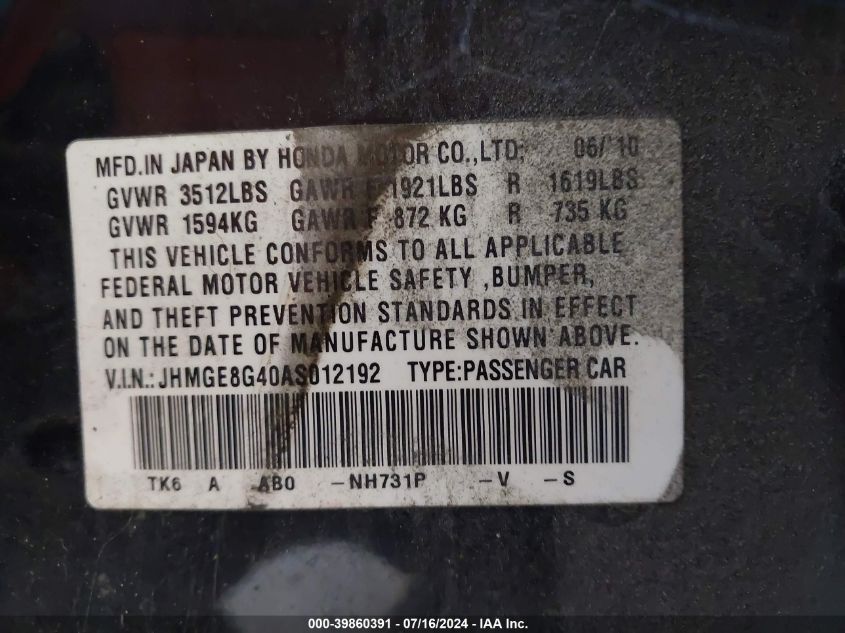 MFD.IN JAPAN BY HONDA MOTOR CO.,LTD. 06/10
GVWR 3512LBS GAWR F 1921LBS R 1619LBS
GVWR 1594KG GAWR F 872 KG R 735 KG
THIS VEHICLE CONFORMS TO ALL APPLICABLE
FEDERAL MOTOR VEHICLE SAFETY ,BUMPER,
AND THEFT PREVENTION STANDARDS IN EFFECT
ON THE DATE OF MANUFACTURE SHOWN ABOVE.
V.I.N.:JHMGE8G40AS012192 TYPE:PASSENGER CAR
TK6 A AB0 -NH731P -V -S
000-39860391 / 07/16/2024 - IAA Inc.